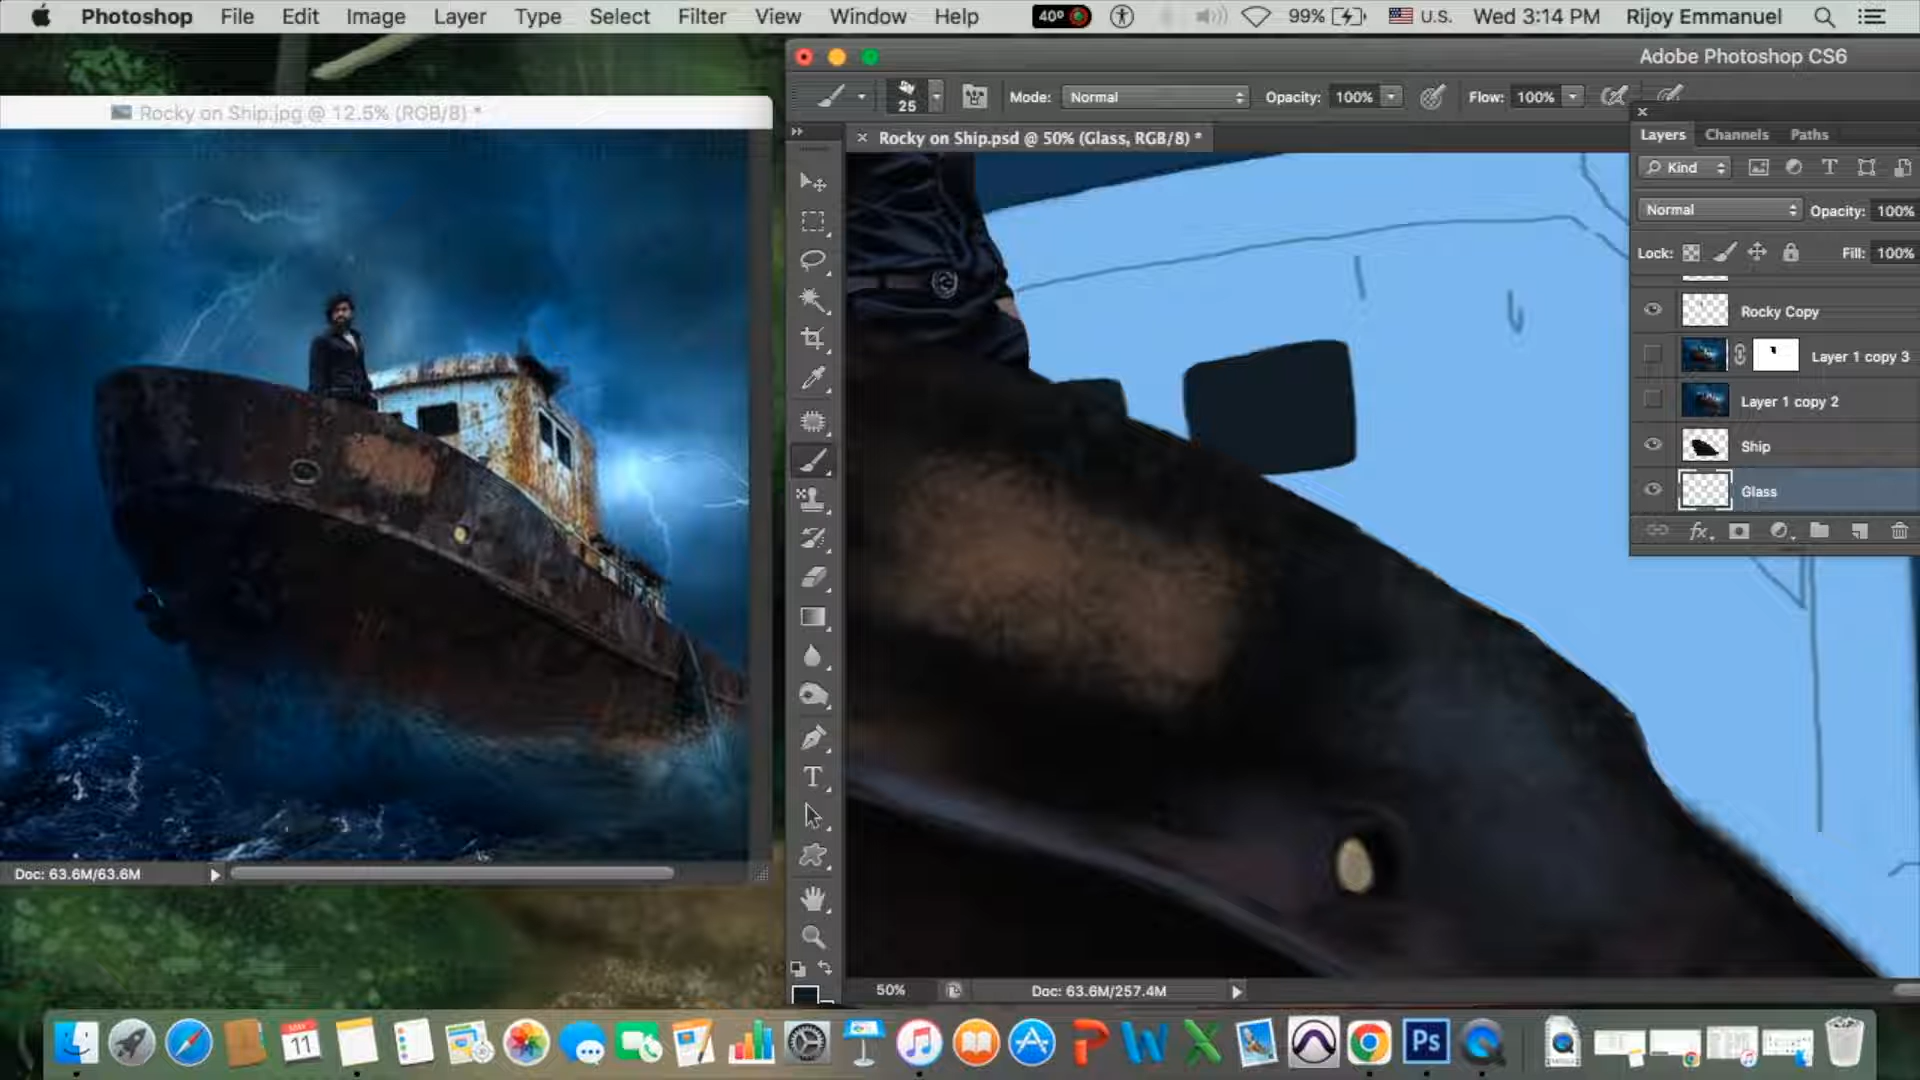 Photoshop File Edit Image Layer Type Select Filter View Window Help 40° 99% U.S. Wed 3:14 PM Rijoy Emmanuel
Adobe Photoshop CS6
25 Mode: Normal Opacity: 100% Flow: 100%
Rocky on Ship.jpg @ 12.5% (RGB/8) *
Rocky on Ship.psd @ 50% (Glass, RGB/8) *
Layers Channels Paths
Kind
Normal Opacity: 100%
Lock: Fill: 100%
Rocky Copy
Layer 1 copy 3
Layer 1 copy 2
Ship
Glass
fx
Doc: 63.6M/63.6M
50% Doc: 63.6M/257.4M
MAY
11
Ps